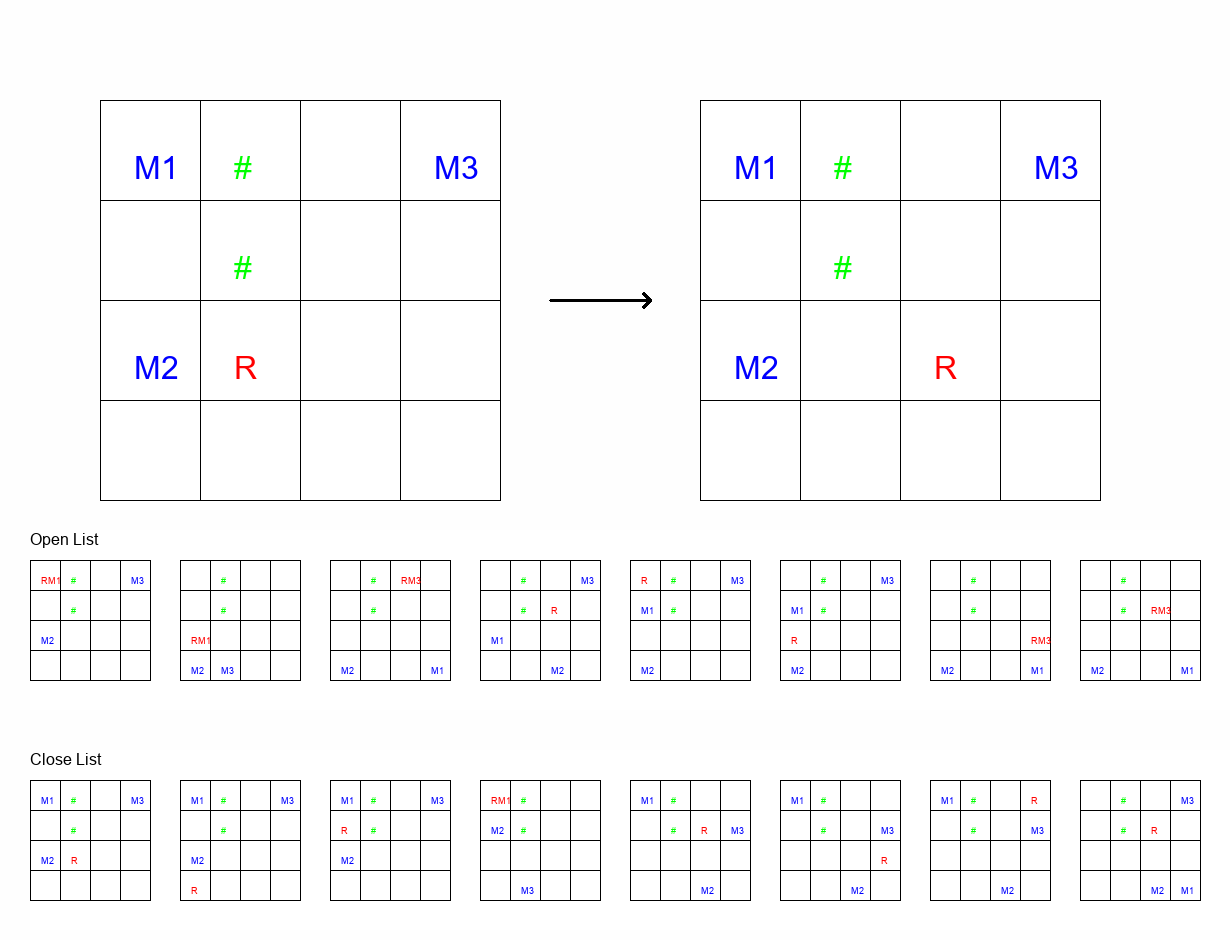 M1 # M3 M1 # M3
# #
M2 R M2 R
Open List
RM1 # M3 # # RM3 # M3 R # M3 # M3 # #
# # # # R M1 # M1 # # # RM3
M2 RM1 M1 R RM3
M2 M3 M2 M1 M2 M2 M2 M2 M1 M2 M1
Close List
M1 # M3 M1 # M3 M1 # M3 RM1 # M1 # M1 # M1 # R # M3
# # R # M2 # # R M3 # M3 # M3 # R
M2 R M2 M2 R
R M3 M2 M2 M2 M2 M1